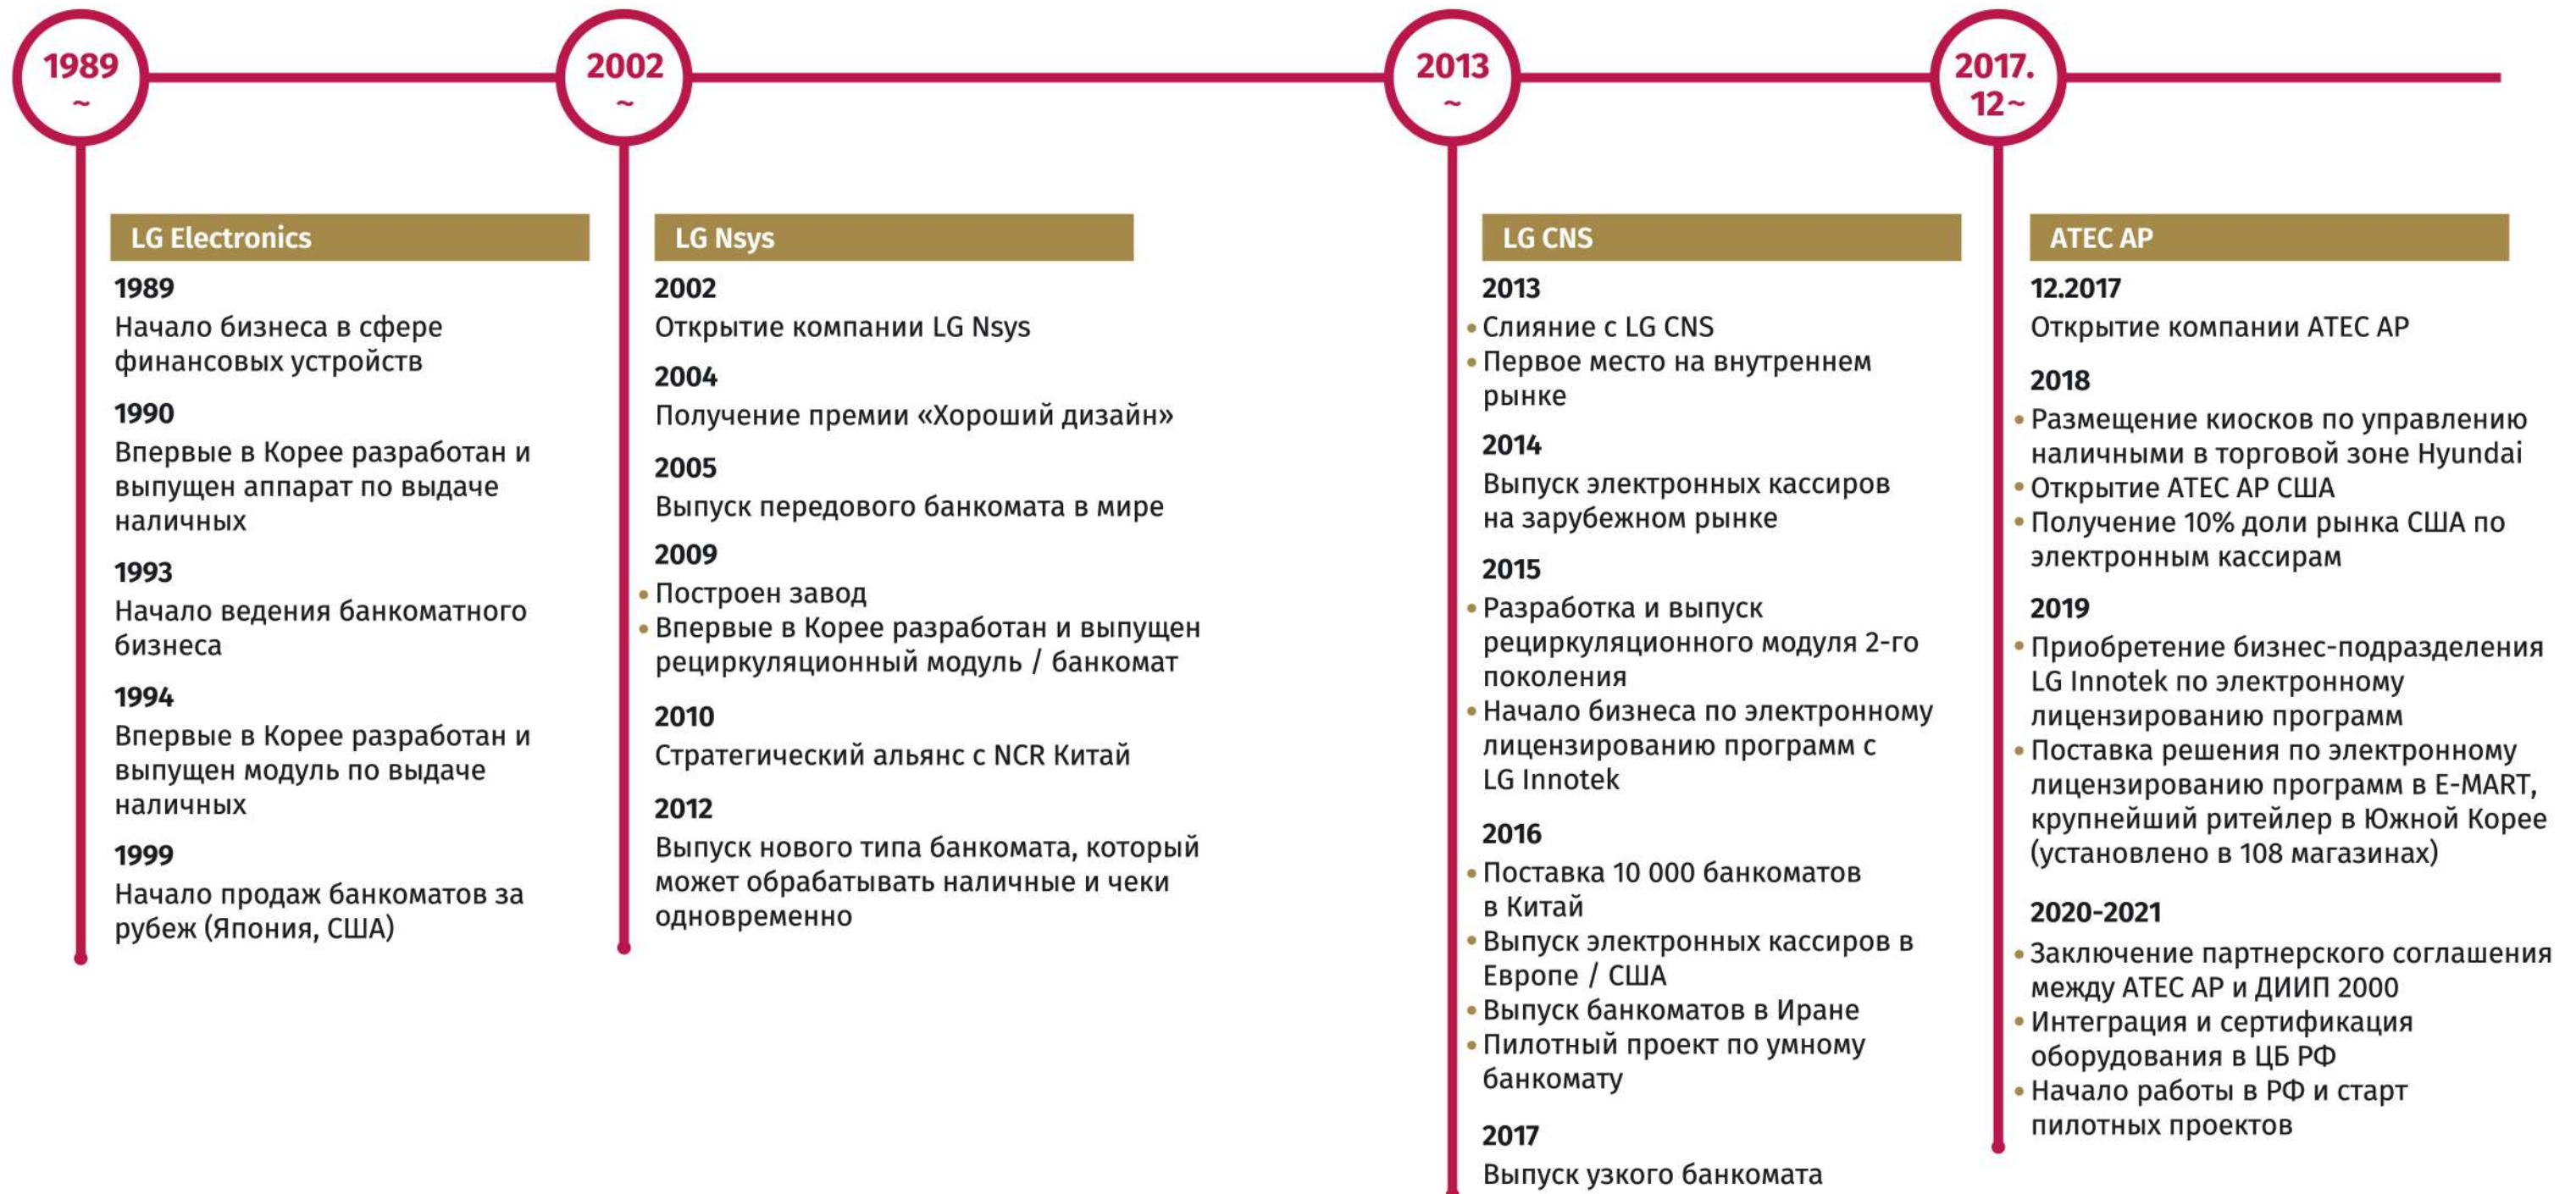 1989
~
2002
~
2013
~
2017.
12~
LG Electronics
1989
Начало бизнеса в сфере
финансовых устройств
1990
Впервые в Корее разработан и
выпущен аппарат по выдаче
наличных
1993
Начало ведения банкоматного
бизнеса
1994
Впервые в Корее разработан и
выпущен модуль по выдаче
наличных
1999
Начало продаж банкоматов за
рубеж (Япония, США)
LG Nsys
2002
Открытие компании LG Nsys
2004
Получение премии «Хороший дизайн»
2005
Выпуск передового банкомата в мире
2009
• Построен завод
• Впервые в Корее разработан и выпущен
рециркуляционный модуль / банкомат
2010
Стратегический альянс с NCR Китай
2012
Выпуск нового типа банкомата, который
может обрабатывать наличные и чеки
одновременно
LG CNS
2013
• Слияние с LG CNS
• Первое место на внутреннем
рынке
2014
Выпуск электронных кассиров
на зарубежном рынке
2015
• Разработка и выпуск
рециркуляционного модуля 2-го
поколения
• Начало бизнеса по электронному
лицензированию программ с
LG Innotek
2016
• Поставка 10 000 банкоматов
в Китай
• Выпуск электронных кассиров в
Европе / США
• Выпуск банкоматов в Иране
• Пилотный проект по умному
банкомату
2017
Выпуск узкого банкомата
ATEC AP
12.2017
Открытие компании ATEC AP
2018
• Размещение киосков по управлению
наличными в торговой зоне Hyundai
• Открытие ATEC AP США
• Получение 10% доли рынка США по
электронным кассирам
2019
• Приобретение бизнес-подразделения
LG Innotek по электронному
лицензированию программ
• Поставка решения по электронному
лицензированию программ в E-MART,
крупнейший ритейлер в Южной Корее
(установлено в 108 магазинах)
2020-2021
• Заключение партнерского соглашения
между ATEC AP и ДИИП 2000
• Интеграция и сертификация
оборудования в ЦБ РФ
• Начало работы в РФ и старт
пилотных проектов